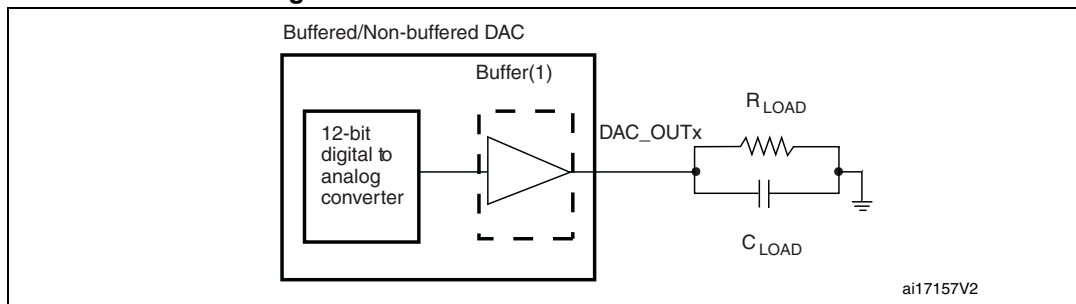 Buffered/Non-buffered DAC
Buffer(1)
12-bit
digital to
analog
converter
DAC_OUTx
R LOAD
C LOAD
ai17157V2